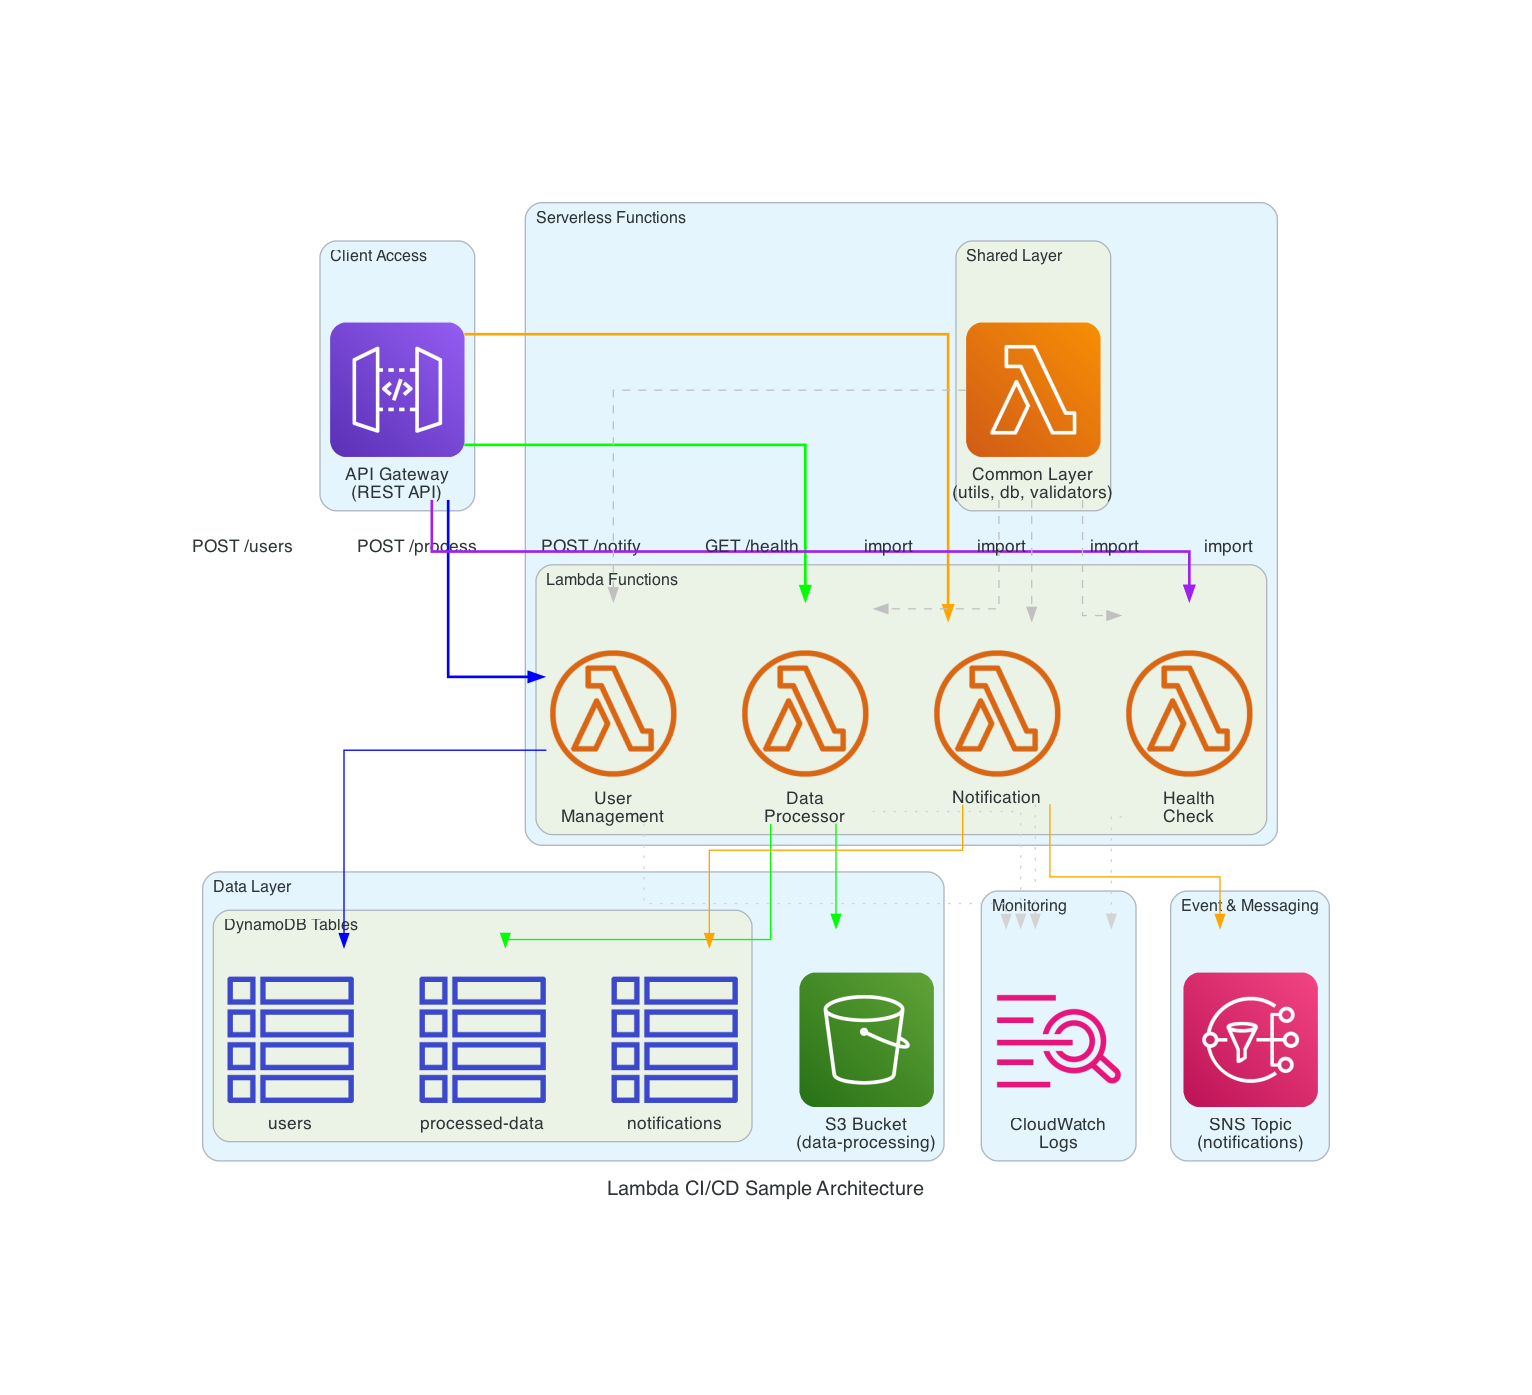 Serverless Functions
Client Access
Shared Layer
API Gateway
(REST API)
Common Layer
(utils, db, validators)
POST /users
POST /process
POST /notify
GET /health
import
import
import
import
Lambda Functions
User
Management
Data
Processor
Notification
Health
Check
Data Layer
DynamoDB Tables
Monitoring
Event & Messaging
users
processed-data
notifications
S3 Bucket
(data-processing)
CloudWatch
Logs
SNS Topic
(notifications)
Lambda CI/CD Sample Architecture